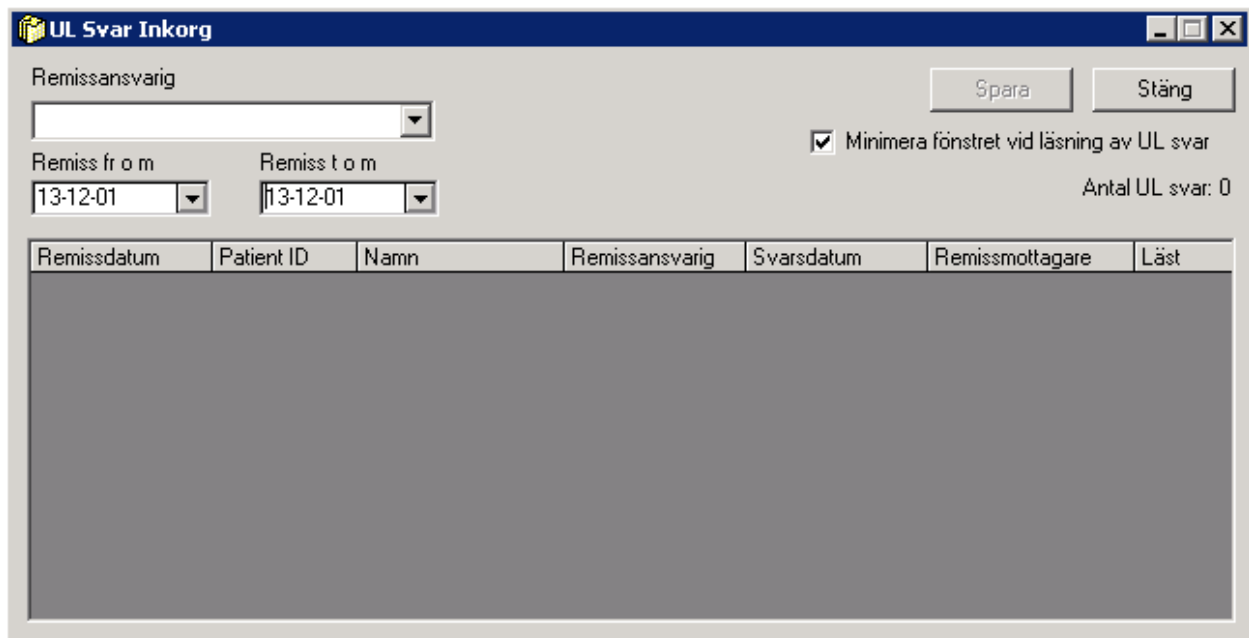 UL Svar Inkorg
Remissansvarig
Spara
Stäng
Minimera fönstret vid läsning av UL svar
Remiss fr o m
Remiss t o m
13-12-01
13-12-01
Antal UL svar: 0
Remissdatum Patient ID Namn Remissansvarig Svarsdatum Remissmottagare Läst